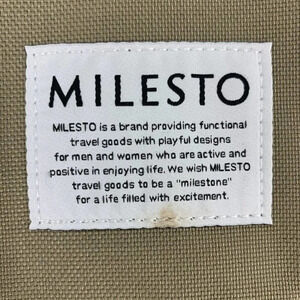 MILESTO
MILESTO is a brand providing functional
travel goods with playful designs
for men and women who are active and
positive in enjoying life. We wish MILESTO
travel goods to be a "milestone"
for a life filled with excitement.